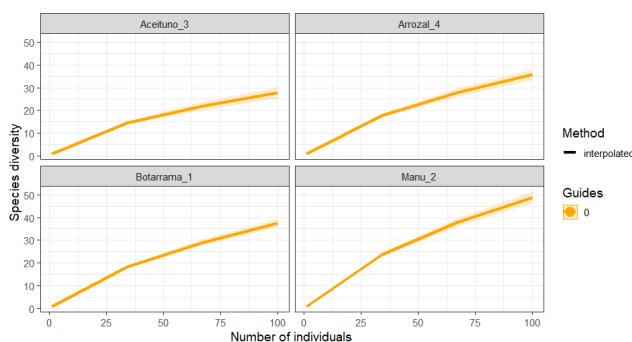 Aceituno_3
Arrozal_4
50
40
30
20
10
0
Botarrama_1
Manu_2
50
40
30
20
10
0
0 25 50 75 100
0 25 50 75 100
Species diversity
Number of individuals
Method
interpolated
Guides
0